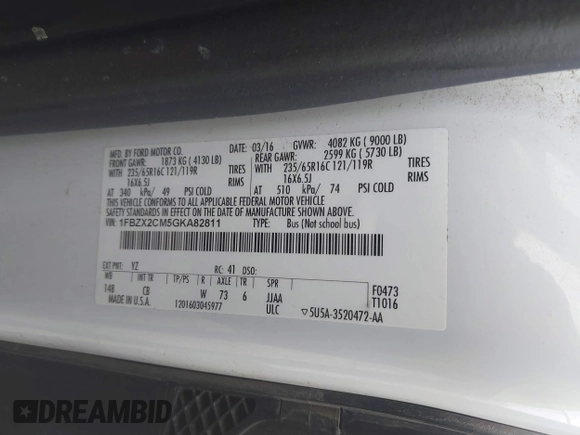 MFD. BY FORD MOTOR CO.
DATE: 03/16 GVWR: 4082 KG ( 9000 LB)
FRONT GAWR: 1873 KG ( 4130 LB) REAR GAWR: 2599 KG ( 5730 LB)
WITH 235/65R16C 121/119R TIRES WITH 235/65R16C 121/119R TIRES
16X6.5J RIMS 16X6.5J RIMS
AT 340 kPa/ 49 PSI COLD AT 510 kPa/ 74 PSI COLD
THIS VEHICLE CONFORMS TO ALL APPLICABLE FEDERAL MOTOR VEHICLE
SAFETY STANDARDS IN EFFECT ON THE DATE OF MANUFACTURE SHOWN ABOVE.
VIN: 1FBZX2CM5GKA82811 TYPE: Bus (Not school bus)
EXT PNT: YZ RC: 41 DSO: F0473
WB INT TR TP/PS R AXLE TR SPR T1016
148 CB W 73 6 JJAA
MADE IN U.S.A. 1201603045977 ULC ▽5U5A-3520472-AA
DREAMBID